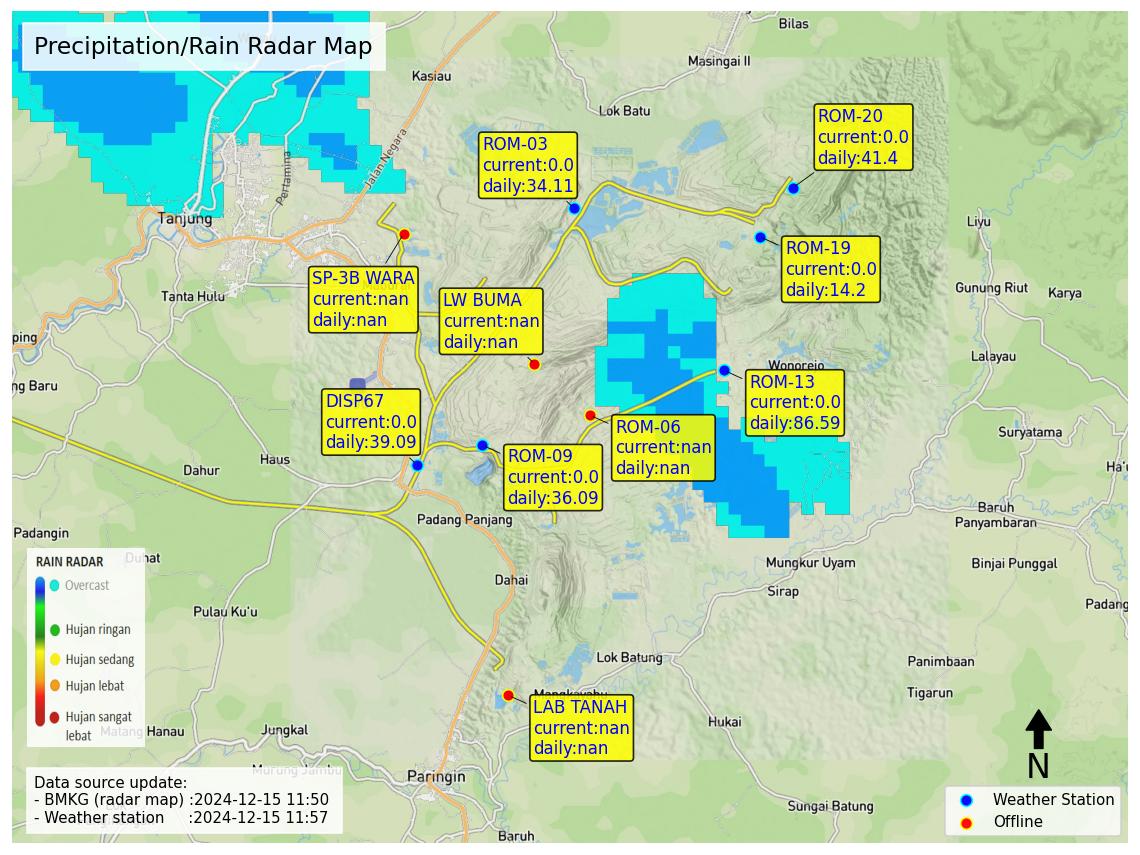 Precipitation/Rain Radar Map
Bilas
Masingai II
Kasiau
Lok Batu
Jalan Negara
Pertamina
Tanjung
Tanta Hulu
ROM-20
current:0.0
daily:41.4
ROM-03
current:0.0
daily:34.11
ROM-19
current:0.0
daily:14.2
SP-3B WARA
current:nan
daily:nan
LW BUMA
current:nan
daily:nan
Liyu
Gunung Riut
Karya
Lalayau
Wonorejo
ROM-13
current:0.0
daily:86.59
ping
ng Baru
DISP67
current:0.0
daily:39.09
ROM-06
current:nan
daily:nan
ROM-09
current:0.0
daily:36.09
Suryatama
Ha'u
Haus
Dahur
Padang Panjang
Baruh
Panyambaran
Padangin
Duhat
Mungkur Uyam
Binjai Punggal
Dahai
Sirap
Padang
Pulau Ku'u
RAIN RADAR
Overcast
Hujan ringan
Hujan sedang
Hujan lebat
Hujan sangat
lebat
Lok Batung
Panimbaan
Tigarun
Mangkayahu
LAB TANAH
current:nan
daily:nan
Hukai
Matang Hanau
Jungkal
Murung Jambu
Paringin
Sungai Batung
Baruh
Data source update:
- BMKG (radar map) :2024-12-15 11:50
- Weather station :2024-12-15 11:57
N
Weather Station
Offline